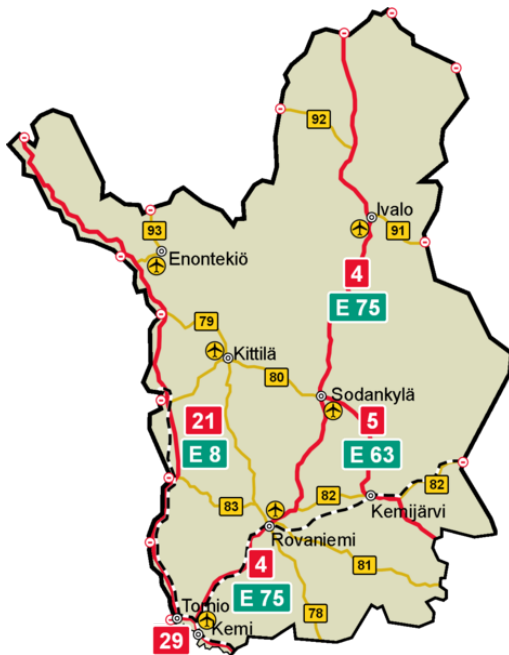 92
Ivalo
93
91
Enontekiö
4
E 75
79
Kittilä
80
Sodankylä
21
5
E 8
E 63
82
83
82
Kemijärvi
Rovaniemi
4
81
E 75
78
Tornio
Kemi
29